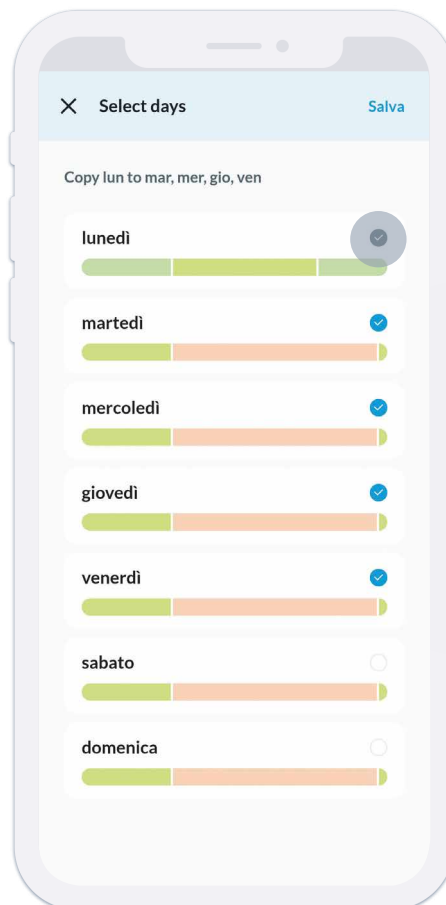 Select days
Salva
Copy lun to mar, mer, gio, ven
lunedì
martedì
mercoledì
giovedì
venerdì
sabato
domenica